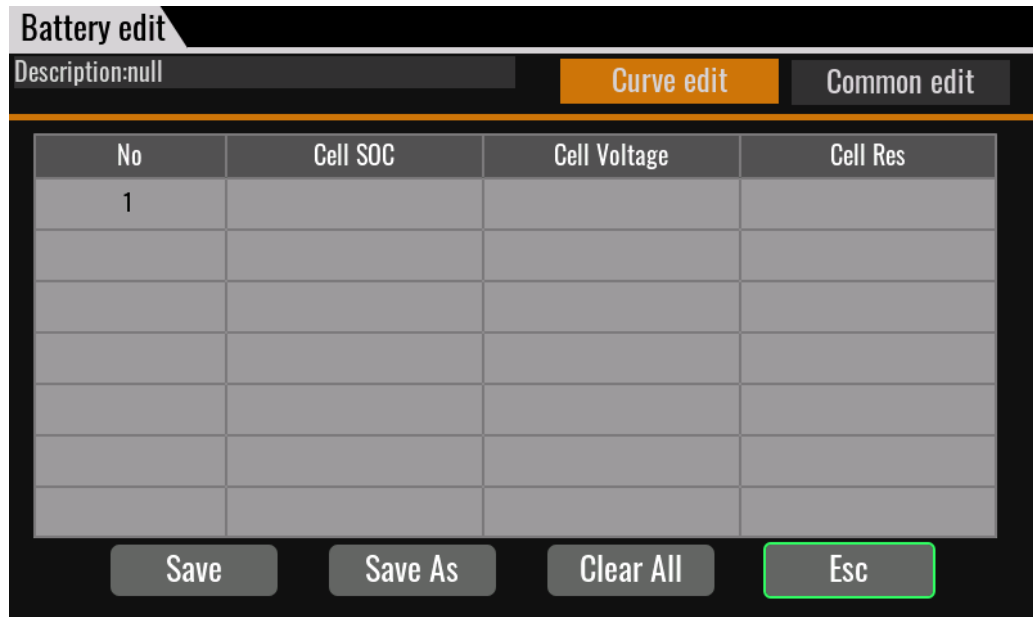 Battery edit
Description:null
Curve edit
Common edit
No Cell SOC Cell Voltage Cell Res
1
Save Save As Clear All Esc